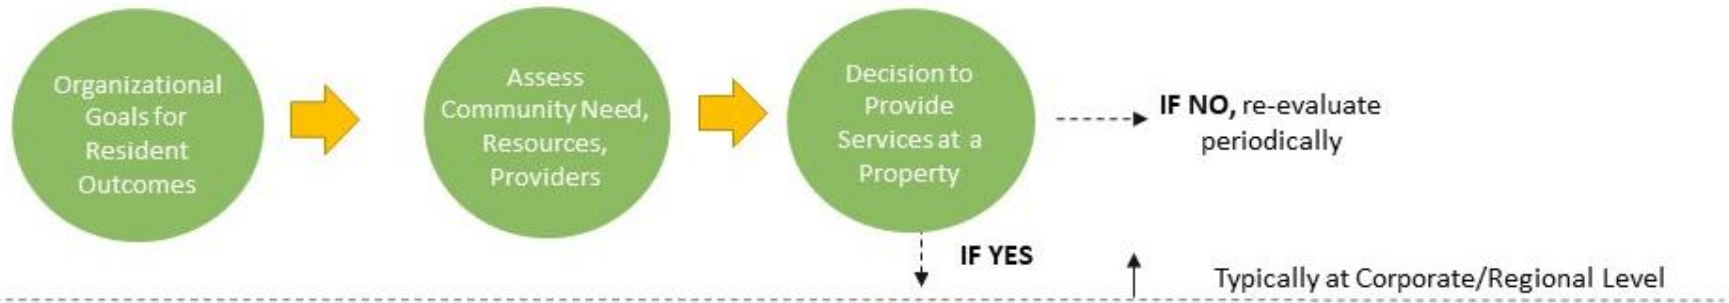 Organizational
Goals for
Resident
Outcomes
Assess
Community Need,
Resources,
Providers
Decision to
Provide
Services at a
Property
IF NO, re-evaluate
periodically
IF YES
Typically at Corporate/Regional Level